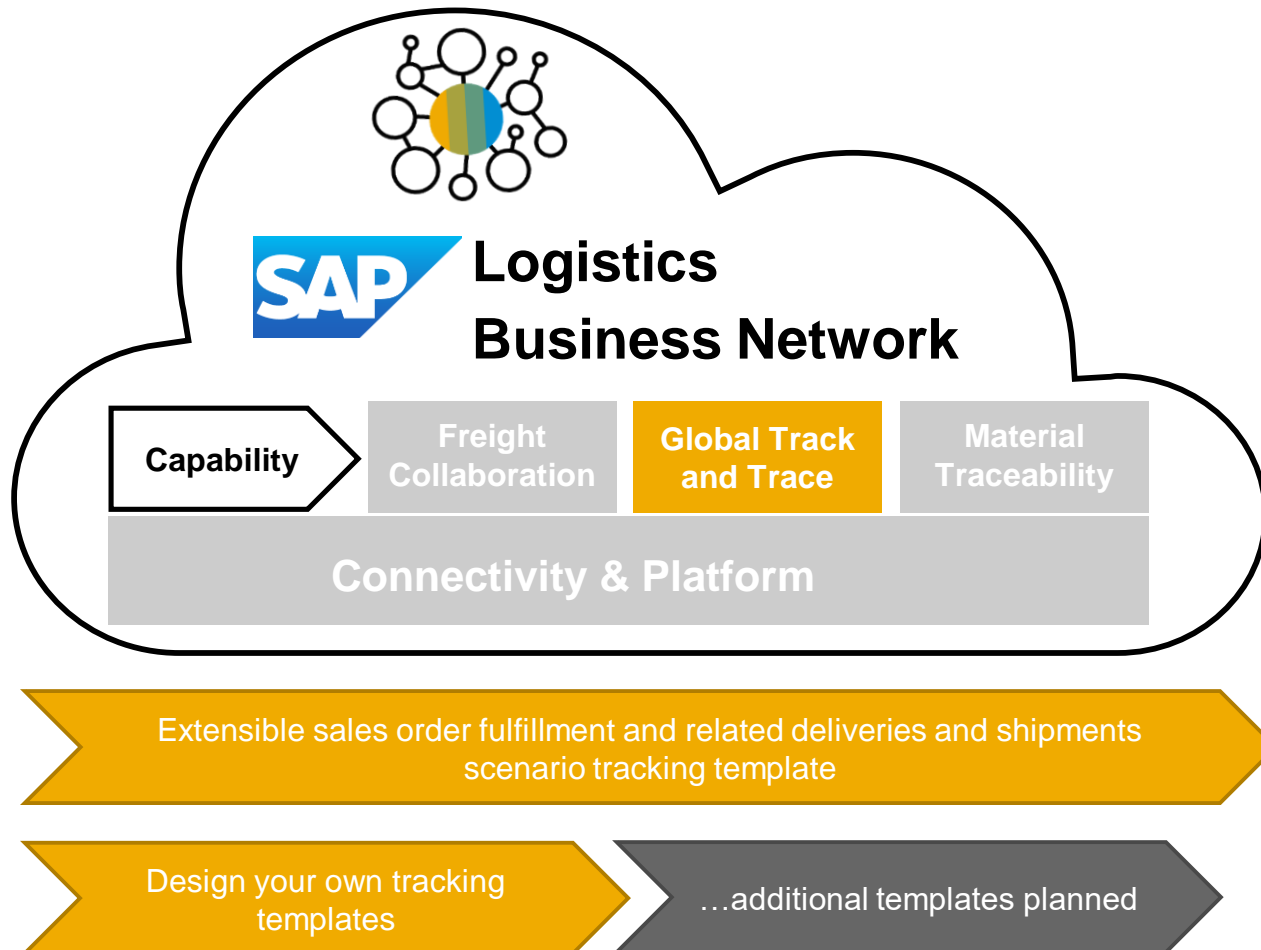 SAP Logistics
Business Network
Capability
Freight
Collaboration
Global Track
and Trace
Material
Traceability
Connectivity & Platform
Extensible sales order fulfillment and related deliveries and shipments
scenario tracking template
Design your own tracking
templates
…additional templates planned